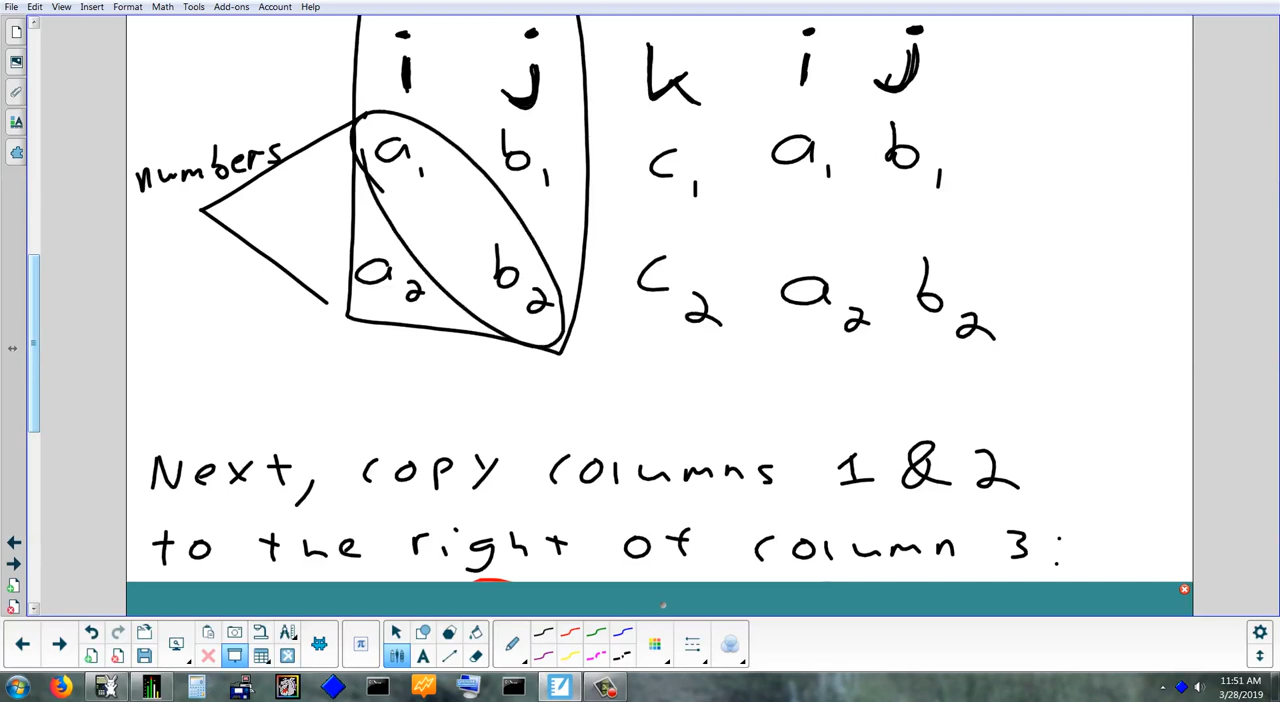 File Edit View Insert Format Math Tools Add-ons Account Help
i j k i j
numbers
a₁ b₁ c₁ a₁ b₁
a₂ b₂ c₂ a₂ b₂
Next, copy columns 1 & 2
to the right of column 3:
A
π
A
11:51 AM
3/28/2019